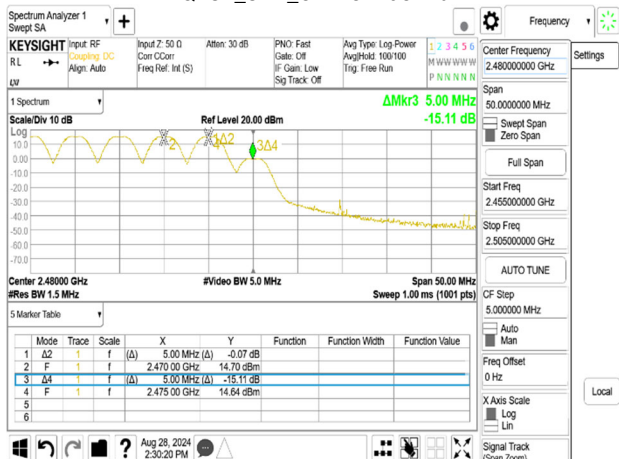 Spectrum Analyzer 1
Swept SA
+
Frequency
KEYSIGHT
RL
Input: RF
Coupling: DC
Align: Auto
Input Z: 50 Ω
Corr CCorr
Freq Ref: Int (S)
Atten: 30 dB
PNO: Fast
Gate: Off
IF Gain: Low
Sig Track: Off
Avg Type: Log-Power
Avg|Hold: 100/100
Trig: Free Run
1 2 3 4 5 6
M W W W W W
P N N N N N
Center Frequency
2.480000000 GHz
Settings
Span
50.0000000 MHz
Swept Span
Zero Span
Full Span
Start Freq
2.455000000 GHz
Stop Freq
2.505000000 GHz
AUTO TUNE
CF Step
5.000000 MHz
Auto
Man
Freq Offset
0 Hz
X Axis Scale
Log
Lin
Local
Signal Track
(Span Zoom)
1 Spectrum
Scale/Div 10 dB
Ref Level 20.00 dBm
ΔMkr3 5.00 MHz
-15.11 dB
Log
10.0
0.00
-10.0
-20.0
-30.0
-40.0
-50.0
-60.0
-70.0
2
1Δ2
4
3Δ4
Center 2.48000 GHz
#Video BW 5.0 MHz
Span 50.00 MHz
#Res BW 1.5 MHz
Sweep 1.00 ms (1001 pts)
5 Marker Table
Mode Trace Scale X Y Function Function Width Function Value
1 Δ2 1 f (Δ) 5.00 MHz (Δ) -0.07 dB
2 F 1 f 2.470 00 GHz 14.70 dBm
3 Δ4 1 f (Δ) 5.00 MHz (Δ) -15.11 dB
4 F 1 f 2.475 00 GHz 14.64 dBm
5
6
?
Aug 28, 2024
2:30:20 PM